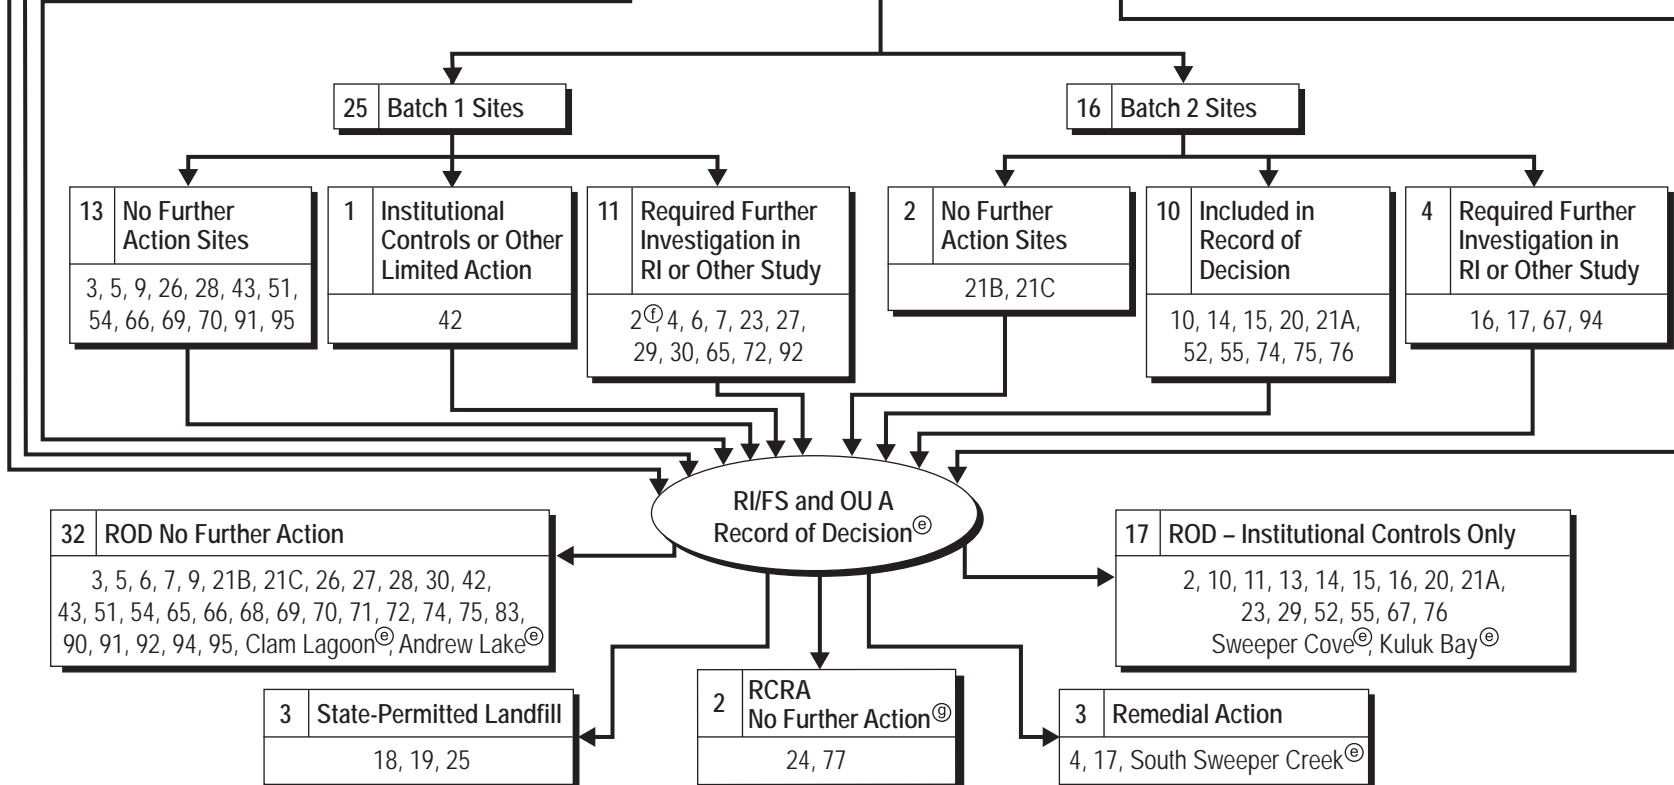 25 Batch 1 Sites
16 Batch 2 Sites
13 No Further
Action Sites
3, 5, 9, 26, 28, 43, 51,
54, 66, 69, 70, 91, 95
1 Institutional
Controls or Other
Limited Action
42
11 Required Further
Investigation in
RI or Other Study
2ⓕ, 4, 6, 7, 23, 27,
29, 30, 65, 72, 92
2 No Further
Action Sites
21B, 21C
10 Included in
Record of
Decision
10, 14, 15, 20, 21A,
52, 55, 74, 75, 76
4 Required Further
Investigation in
RI or Other Study
16, 17, 67, 94
RI/FS and OU A
Record of Decisionⓔ
32 ROD No Further Action
3, 5, 6, 7, 9, 21B, 21C, 26, 27, 28, 30, 42,
43, 51, 54, 65, 66, 68, 69, 70, 71, 72, 74, 75, 83,
90, 91, 92, 94, 95, Clam Lagoonⓔ, Andrew Lakeⓔ
17 ROD – Institutional Controls Only
2, 10, 11, 13, 14, 15, 16, 20, 21A,
23, 29, 52, 55, 67, 76
Sweeper Coveⓔ, Kuluk Bayⓔ
3 State-Permitted Landfill
18, 19, 25
2 RCRA
No Further Actionⓖ
24, 77
3 Remedial Action
4, 17, South Sweeper Creekⓔ